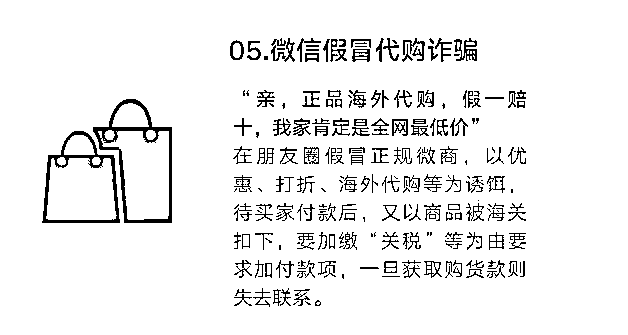 05.微信假冒代购诈骗
“亲，正品海外代购，假一赔
十，我家肯定是全网最低价”
在朋友圈假冒正规微商，以优
惠、打折、海外代购等为诱饵，
待买家付款后，又以商品被海关
扣下，要加缴“关税”等为由要
求加付款项，一旦获取购货款则
失去联系。